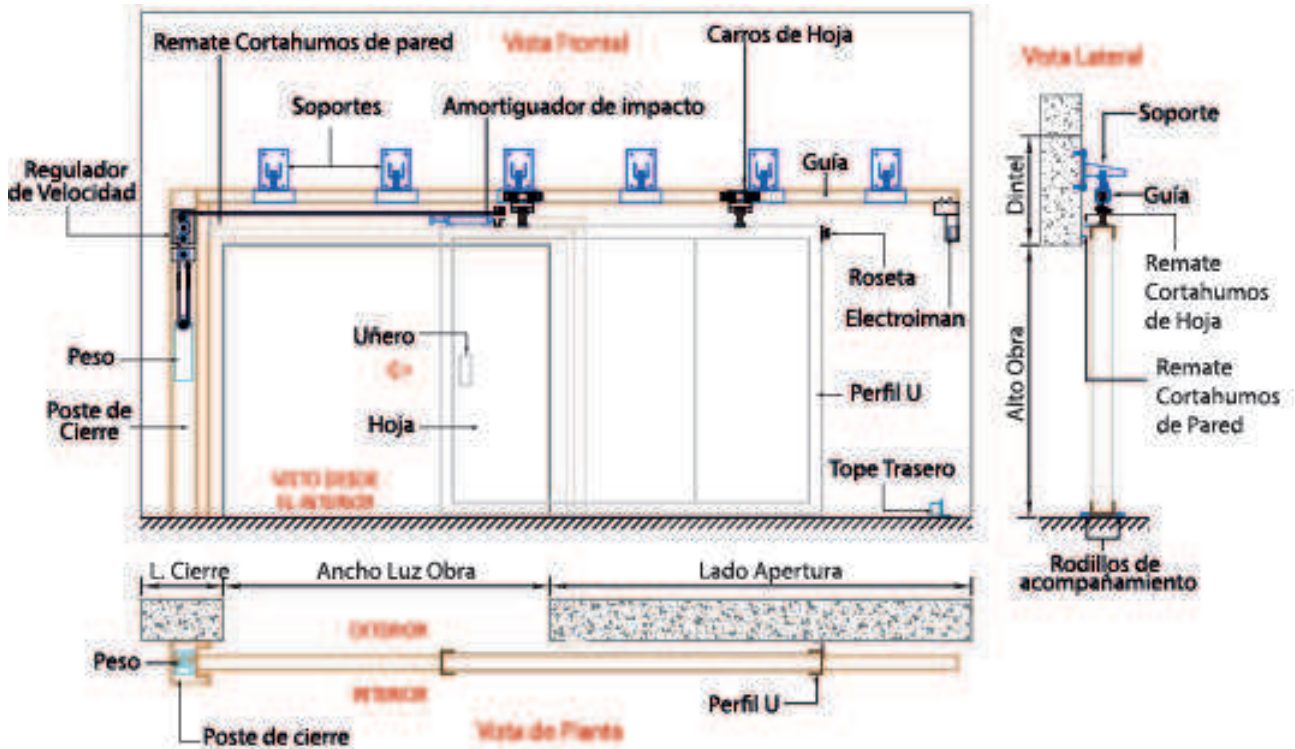 Remate Cortahumos de pared
Vista Frontal
Carros de Hoja
Vista Lateral
Soportes
Amortiguador de impacto
Soporte
Regulador
de Velocidad
Guía
Dintel
Guía
Roseta
Remate
Cortahumos
de Hoja
Electroiman
Uñero
Peso
Alto Obra
Perfil U
Remate
Cortahumos
de Pared
Poste de
Cierre
Hoja
VISTO DESDE
EL INTERIOR
Tope Trasero
L. Cierre
Ancho Luz Obra
Lado Apertura
Rodillos de
acompañamiento
EXTERIOR
Peso
INTERIOR
Perfil U
Poste de cierre
Vista de Planta